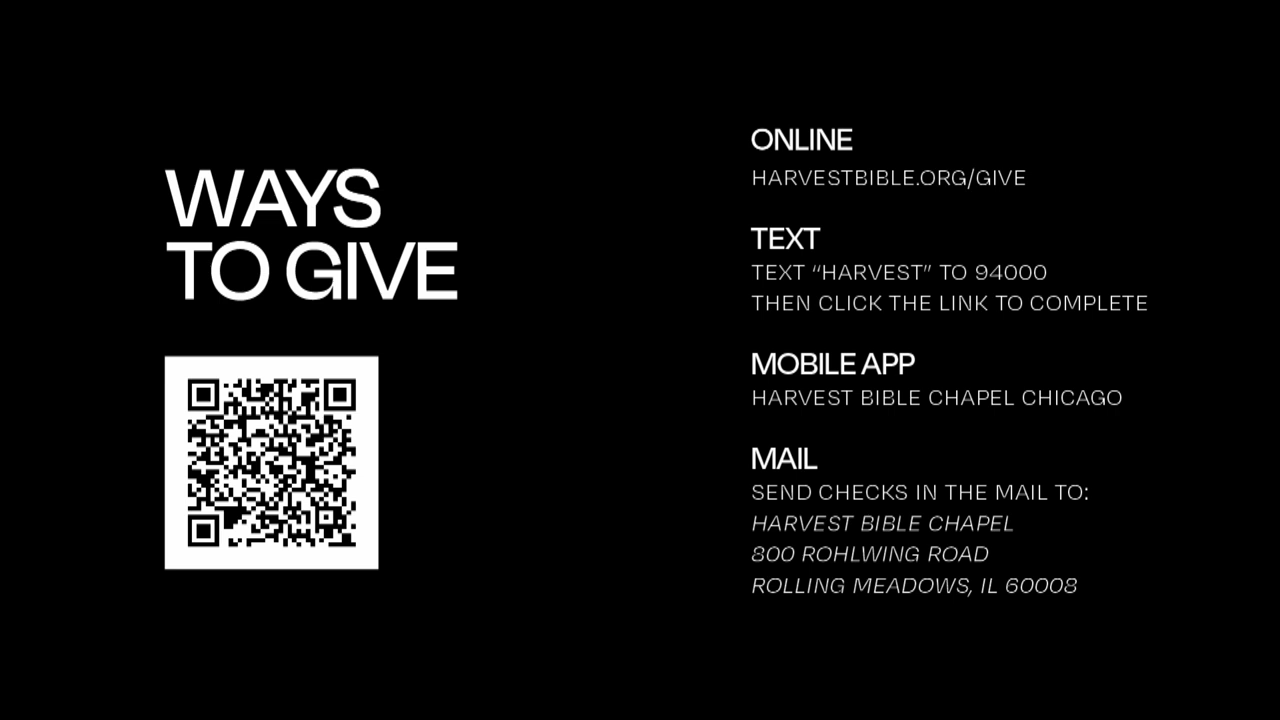 WAYS
TO GIVE
ONLINE
HARVESTBIBLE.ORG/GIVE
TEXT
TEXT “HARVEST” TO 94000
THEN CLICK THE LINK TO COMPLETE
MOBILE APP
HARVEST BIBLE CHAPEL CHICAGO
MAIL
SEND CHECKS IN THE MAIL TO:
HARVEST BIBLE CHAPEL
800 ROHLWING ROAD
ROLLING MEADOWS, IL 60008